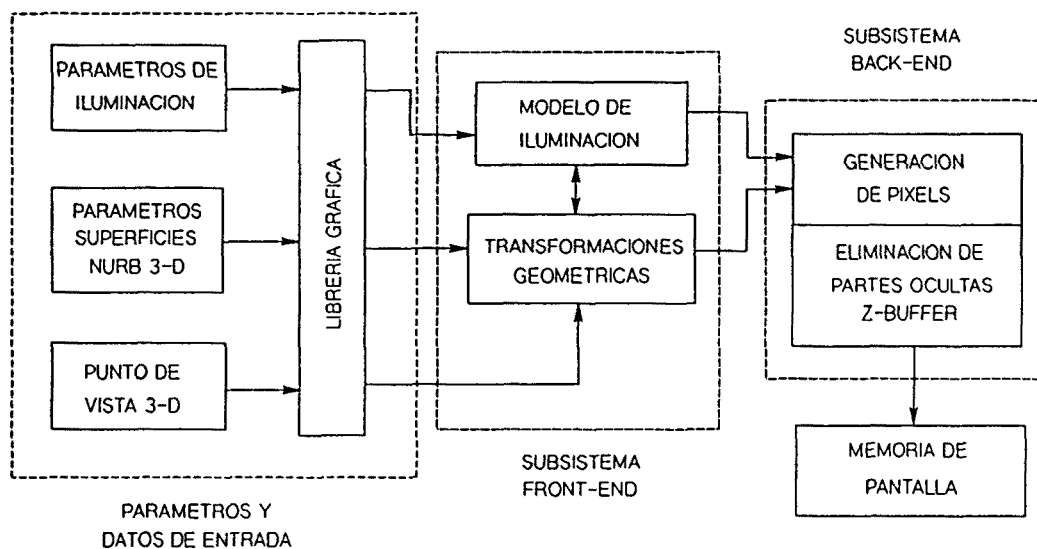 PARAMETROS DE
ILUMINACION
PARAMETROS
SUPERFICIES
NURB 3-D
PUNTO DE
VISTA 3-D
LIBRERIA GRAFICA
PARAMETROS Y
DATOS DE ENTRADA
MODELO DE
ILUMINACION
TRANSFORMACIONES
GEOMETRICAS
SUBSISTEMA
FRONT-END
SUBSISTEMA
BACK-END
GENERACION
DE PIXELS
ELIMINACION DE
PARTES OCULTAS
Z-BUFFER
MEMORIA DE
PANTALLA